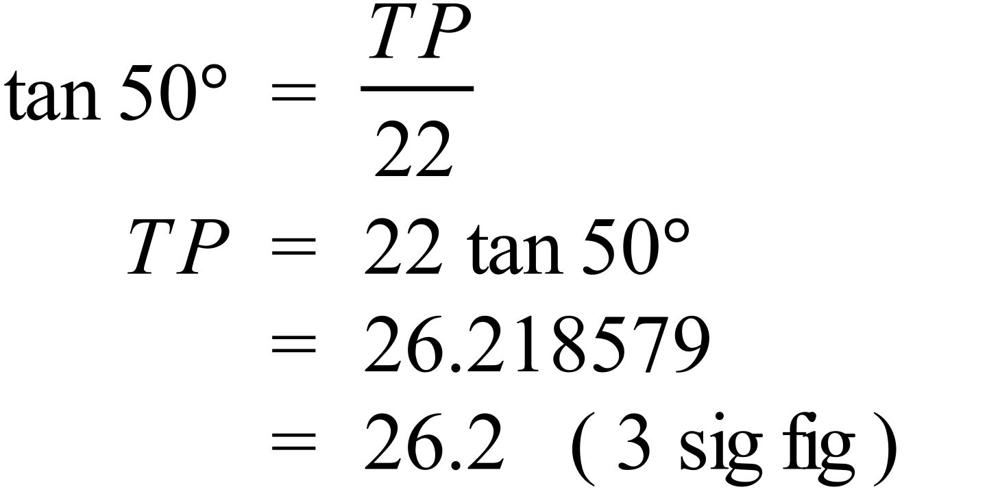 tan 50° = TP/22
TP = 22 tan 50°
= 26.218579
= 26.2 ( 3 sig fig )